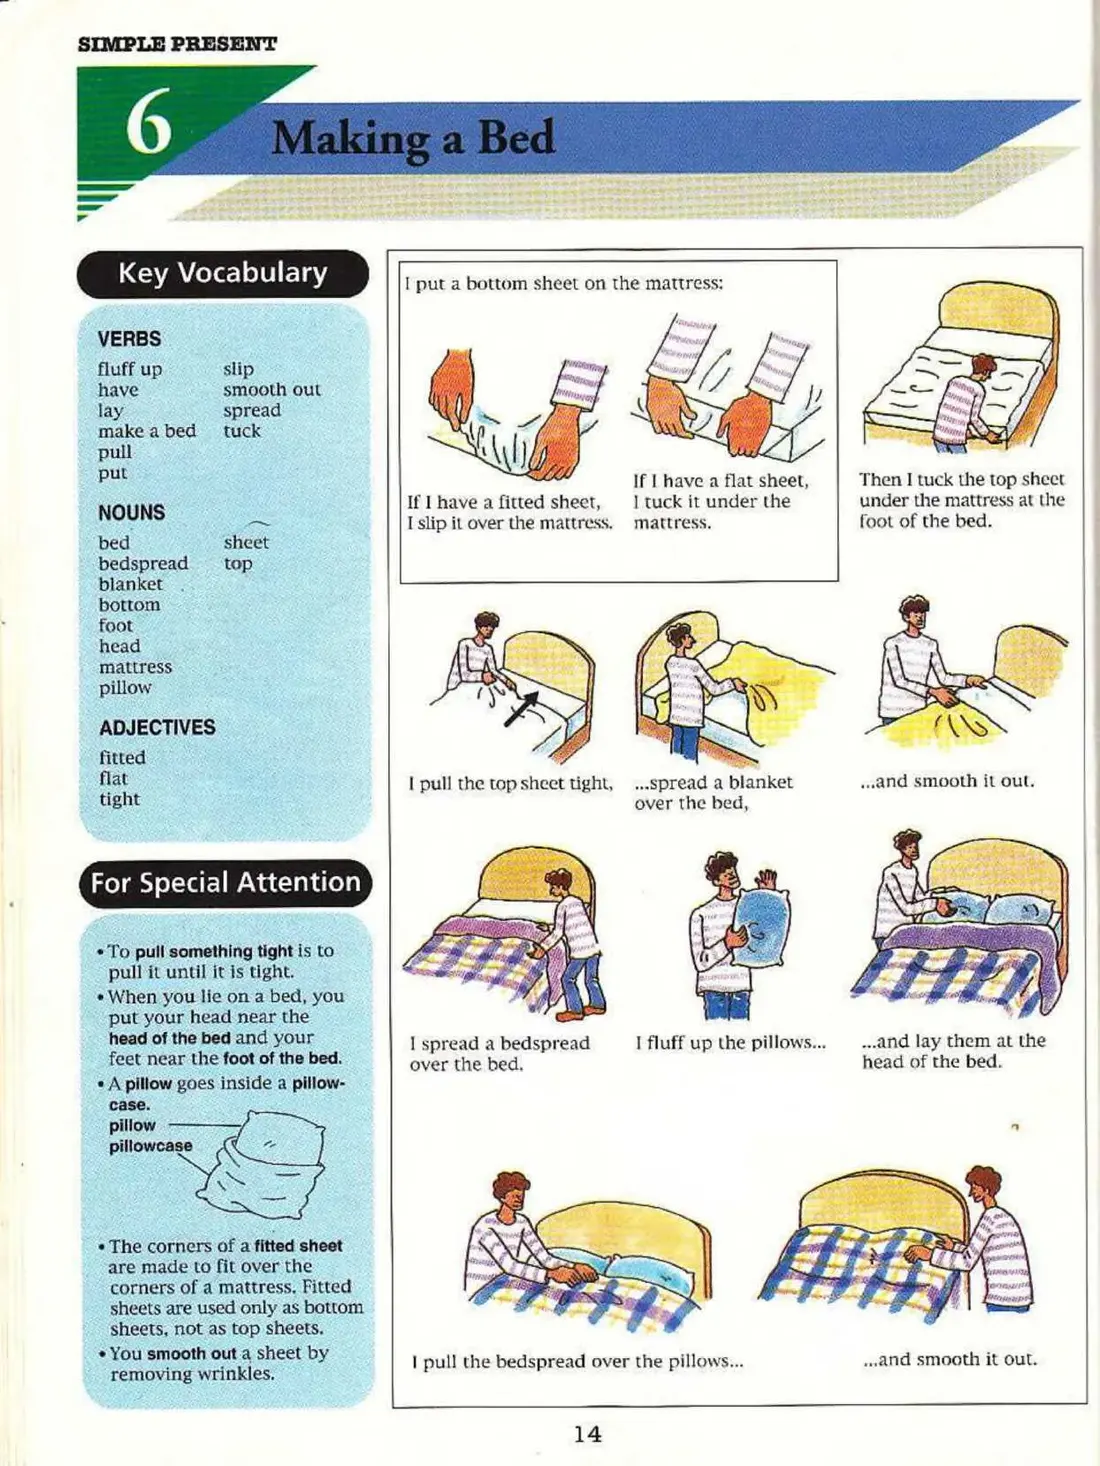 SIMPLE PRESENT
6
Making a Bed
Key Vocabulary
VERBS
fluff up
have
lay
make a bed
pull
put
slip
smooth out
spread
tuck
NOUNS
bed
bedspread
blanket
bottom
foot
head
mattress
pillow
sheet
top
ADJECTIVES
fitted
flat
tight
For Special Attention
• To pull something tight is to
pull it until it is tight.
• When you lie on a bed, you
put your head near the
head of the bed and your
feet near the foot of the bed.
• A pillow goes inside a pillow-
case.
pillow
pillowcase
• The corners of a fitted sheet
are made to fit over the
corners of a mattress. Fitted
sheets are used only as bottom
sheets, not as top sheets.
• You smooth out a sheet by
removing wrinkles.
I put a bottom sheet on the mattress:
If I have a fitted sheet,
I slip it over the mattress.
If I have a flat sheet,
I tuck it under the
mattress.
Then I tuck the top sheet
under the mattress at the
foot of the bed.
I pull the top sheet tight,
...spread a blanket
over the bed,
...and smooth it out.
I spread a bedspread
over the bed.
I fluff up the pillows...
...and lay them at the
head of the bed.
I pull the bedspread over the pillows...
...and smooth it out.
14